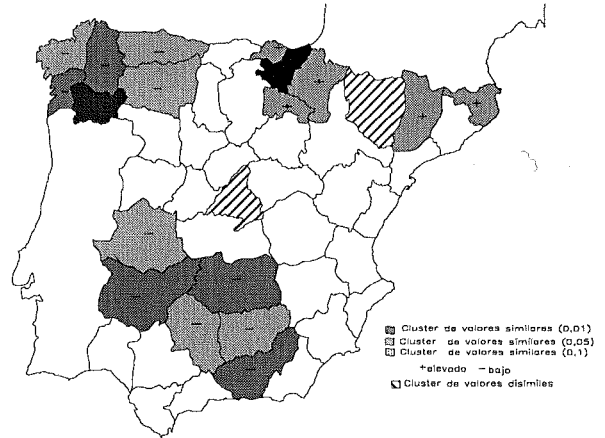 Cluster de valores similares (0,01)
Cluster de valores similares (0,05)
Cluster de valores similares (0,1)
+elevado −bajo
Cluster de valores disimiles